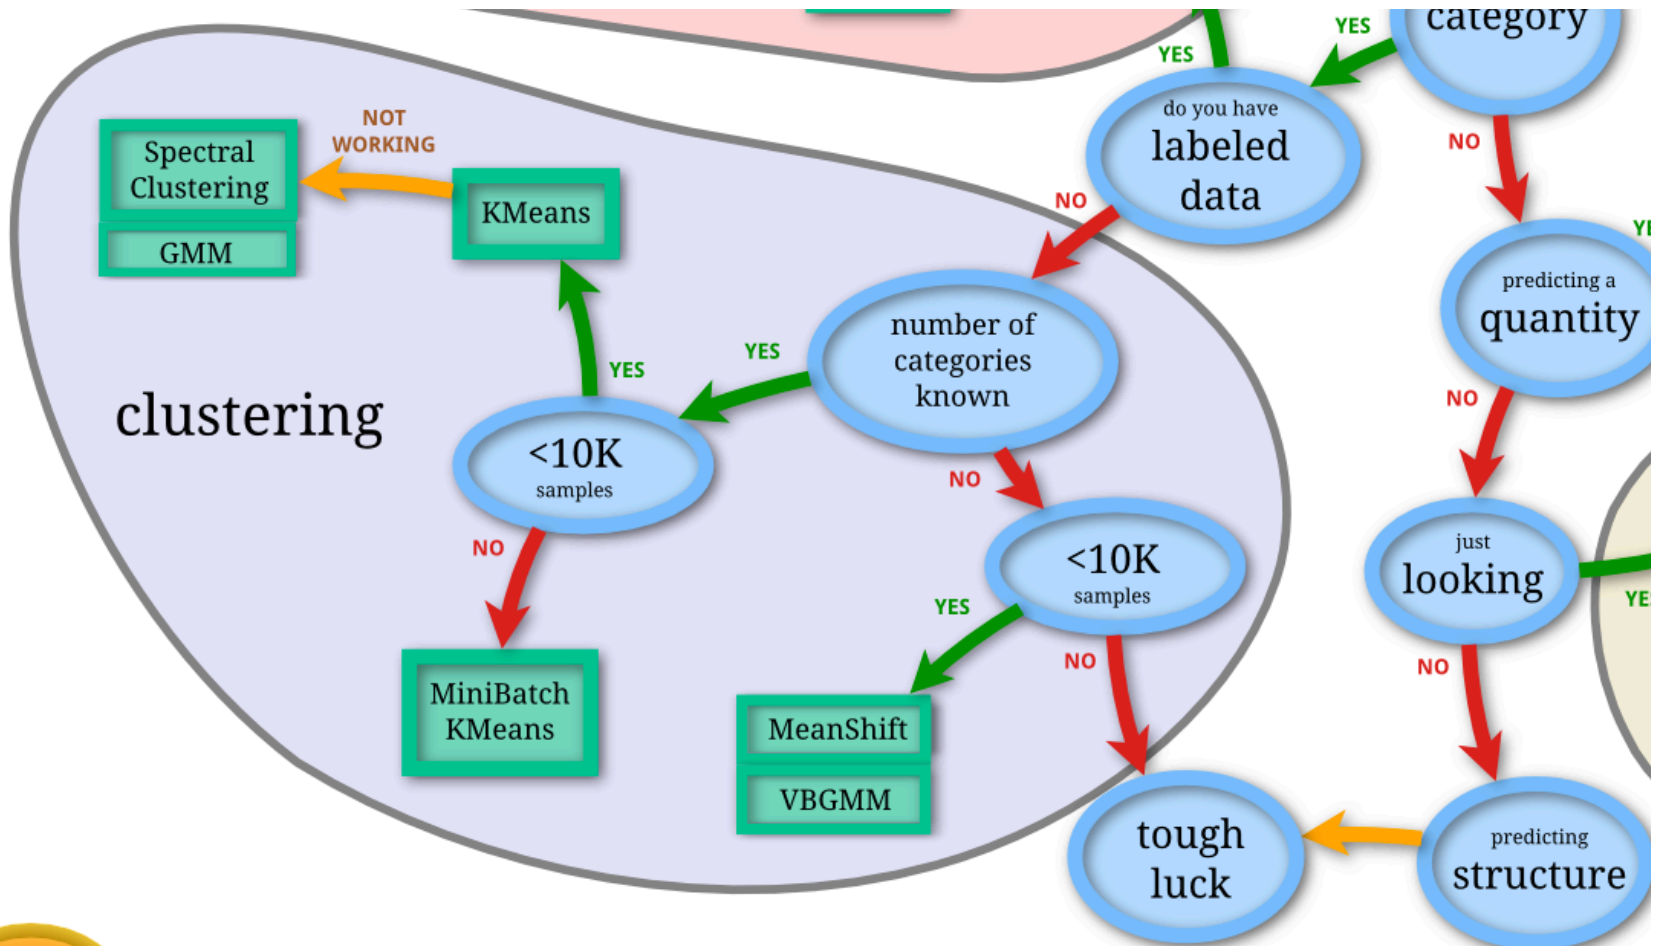 category
YES
YES
do you have
labeled
data
NO
NO
NOT
WORKING
Spectral
Clustering
GMM
KMeans
predicting a
quantity
number of
categories
known
YES
YES
NO
clustering
<10K
samples
NO
NO
<10K
samples
just
looking
YES
NO
NO
NO
MiniBatch
KMeans
MeanShift
VBGMM
tough
luck
predicting
structure